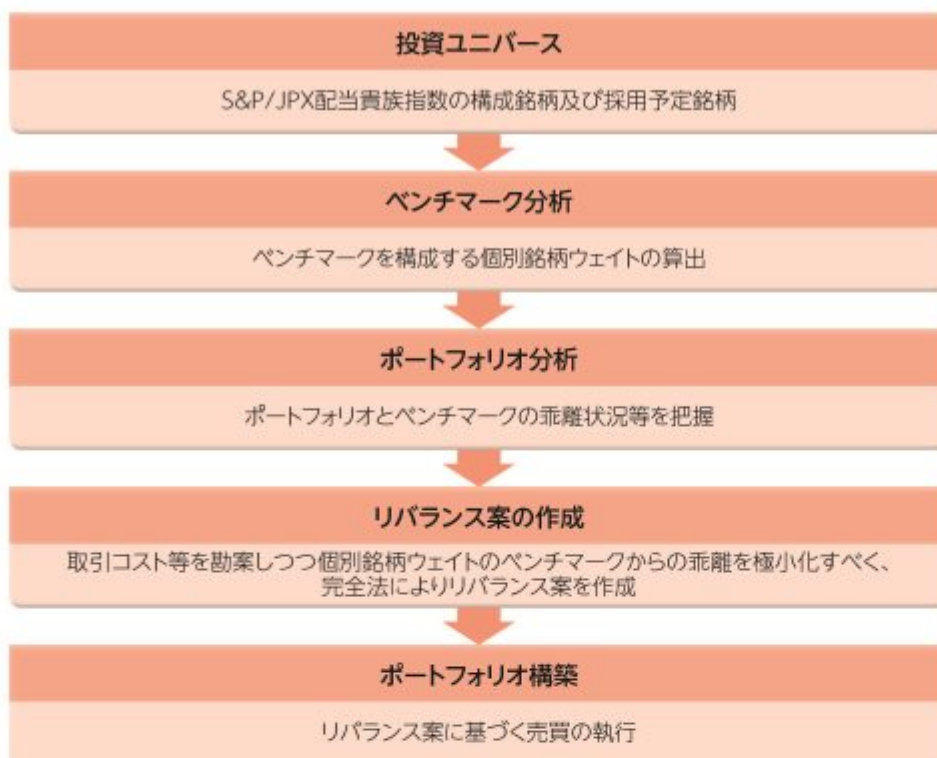 投資ユニバース
S&P/JPX配当貴族指数の構成銘柄及び採用予定銘柄
ベンチマーク分析
ベンチマークを構成する個別銘柄ウェイトの算出
ポートフォリオ分析
ポートフォリオとベンチマークの乖離状況等を把握
リバランス案の作成
取引コスト等を勘案しつつ個別銘柄ウェイトのベンチマークからの乖離を極小化すべく、
完全法によりリバランス案を作成
ポートフォリオ構築
リバランス案に基づく売買の執行